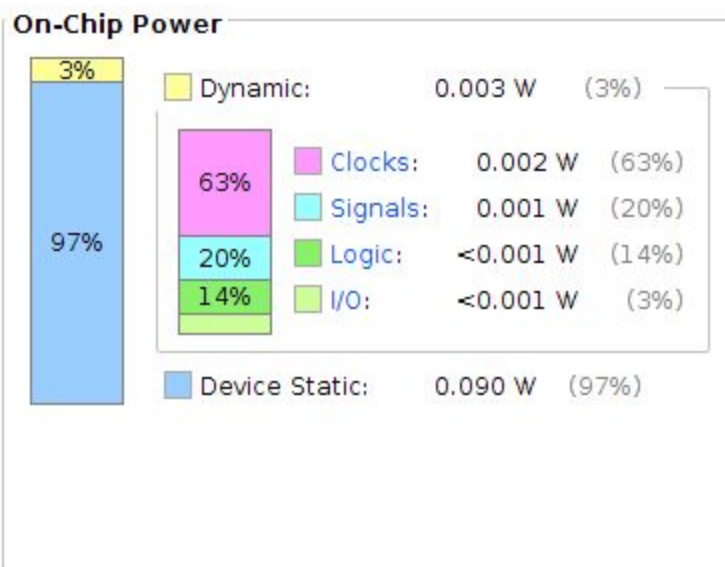 On-Chip Power
3%
97%
Dynamic: 0.003 W (3%)
63%
20%
14%
Clocks: 0.002 W (63%)
Signals: 0.001 W (20%)
Logic: <0.001 W (14%)
I/O: <0.001 W (3%)
Device Static: 0.090 W (97%)